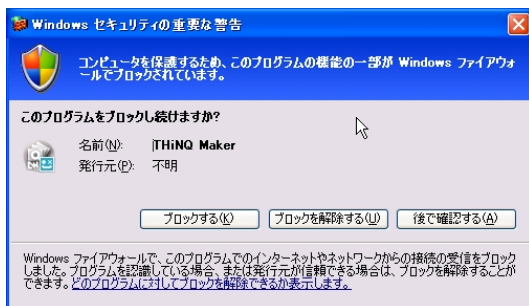 Windows セキュリティの重要な警告
コンピュータを保護するため、このプログラムの機能の一部が Windows ファイアウォ
ールでブロックされています。
このプログラムをブロックし続けますか?
名前(N): THiNQ Maker
発行元(P): 不明
ブロックする(K) ブロックを解除する(U) 後で確認する(A)
Windows ファイアウォールで、このプログラムでのインターネットやネットワークからの接続の受信をブロック
しました。プログラムを認識している場合、または発行元が信頼できる場合は、ブロックを解除することが
できます。どのプログラムに対してブロックを解除できるか表示します。